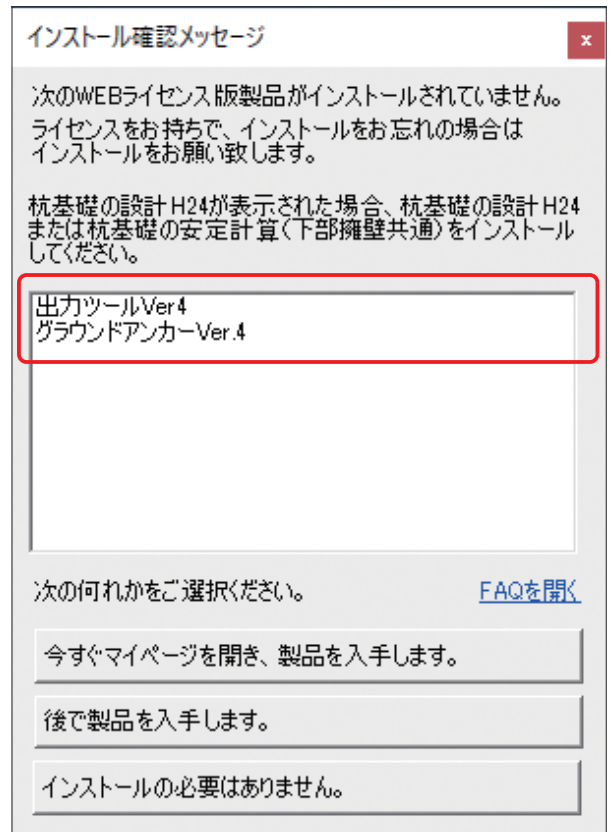 インストール確認メッセージ
x
次のWEBライセンス版製品がインストールされていません。
ライセンスをお持ちで、インストールをお忘れの場合は
インストールをお願い致します。
杭基礎の設計H24が表示された場合、杭基礎の設計H24
または杭基礎の安定計算(下部擁壁共通)をインストール
してください。
出力ツールVer4
グラウンドアンカーVer.4
次の何れかをご選択ください。
FAQを開く
今すぐマイページを開き、製品を入手します。
後で製品を入手します。
インストールの必要はありません。